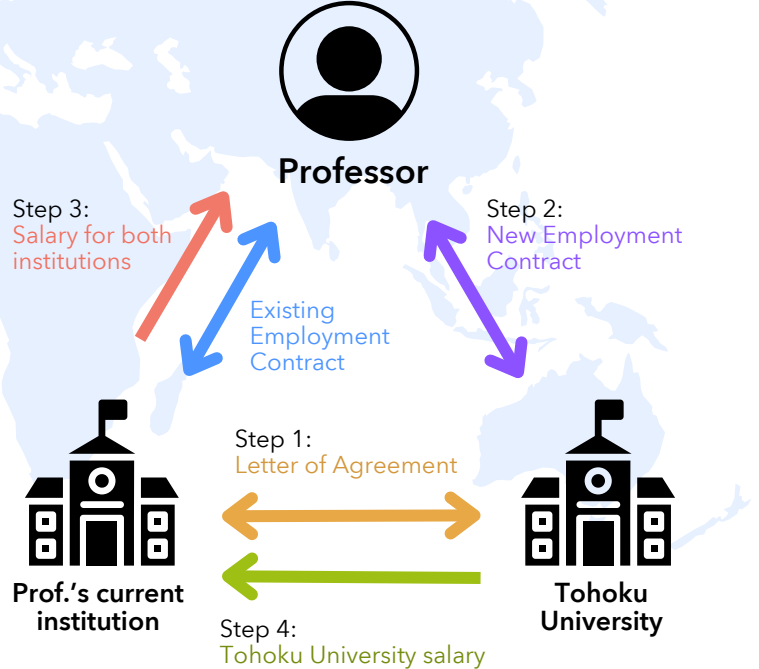 Professor
Step 3:
Salary for both
institutions
Step 2:
New Employment
Contract
Existing
Employment
Contract
Step 1:
Letter of Agreement
Prof.'s current
institution
Tohoku
University
Step 4:
Tohoku University salary